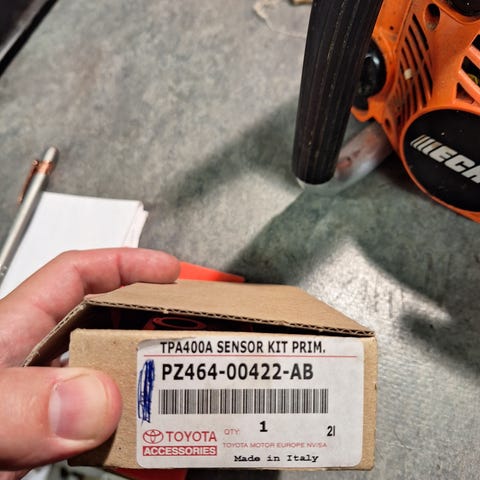 ECH
TPA400A SENSOR KIT PRIM.
PZ464-00422-AB
TOYOTA
ACCESSORIES
QTY: 1 2I
TOYOTA MOTOR EUROPE NV/SA
Made in Italy